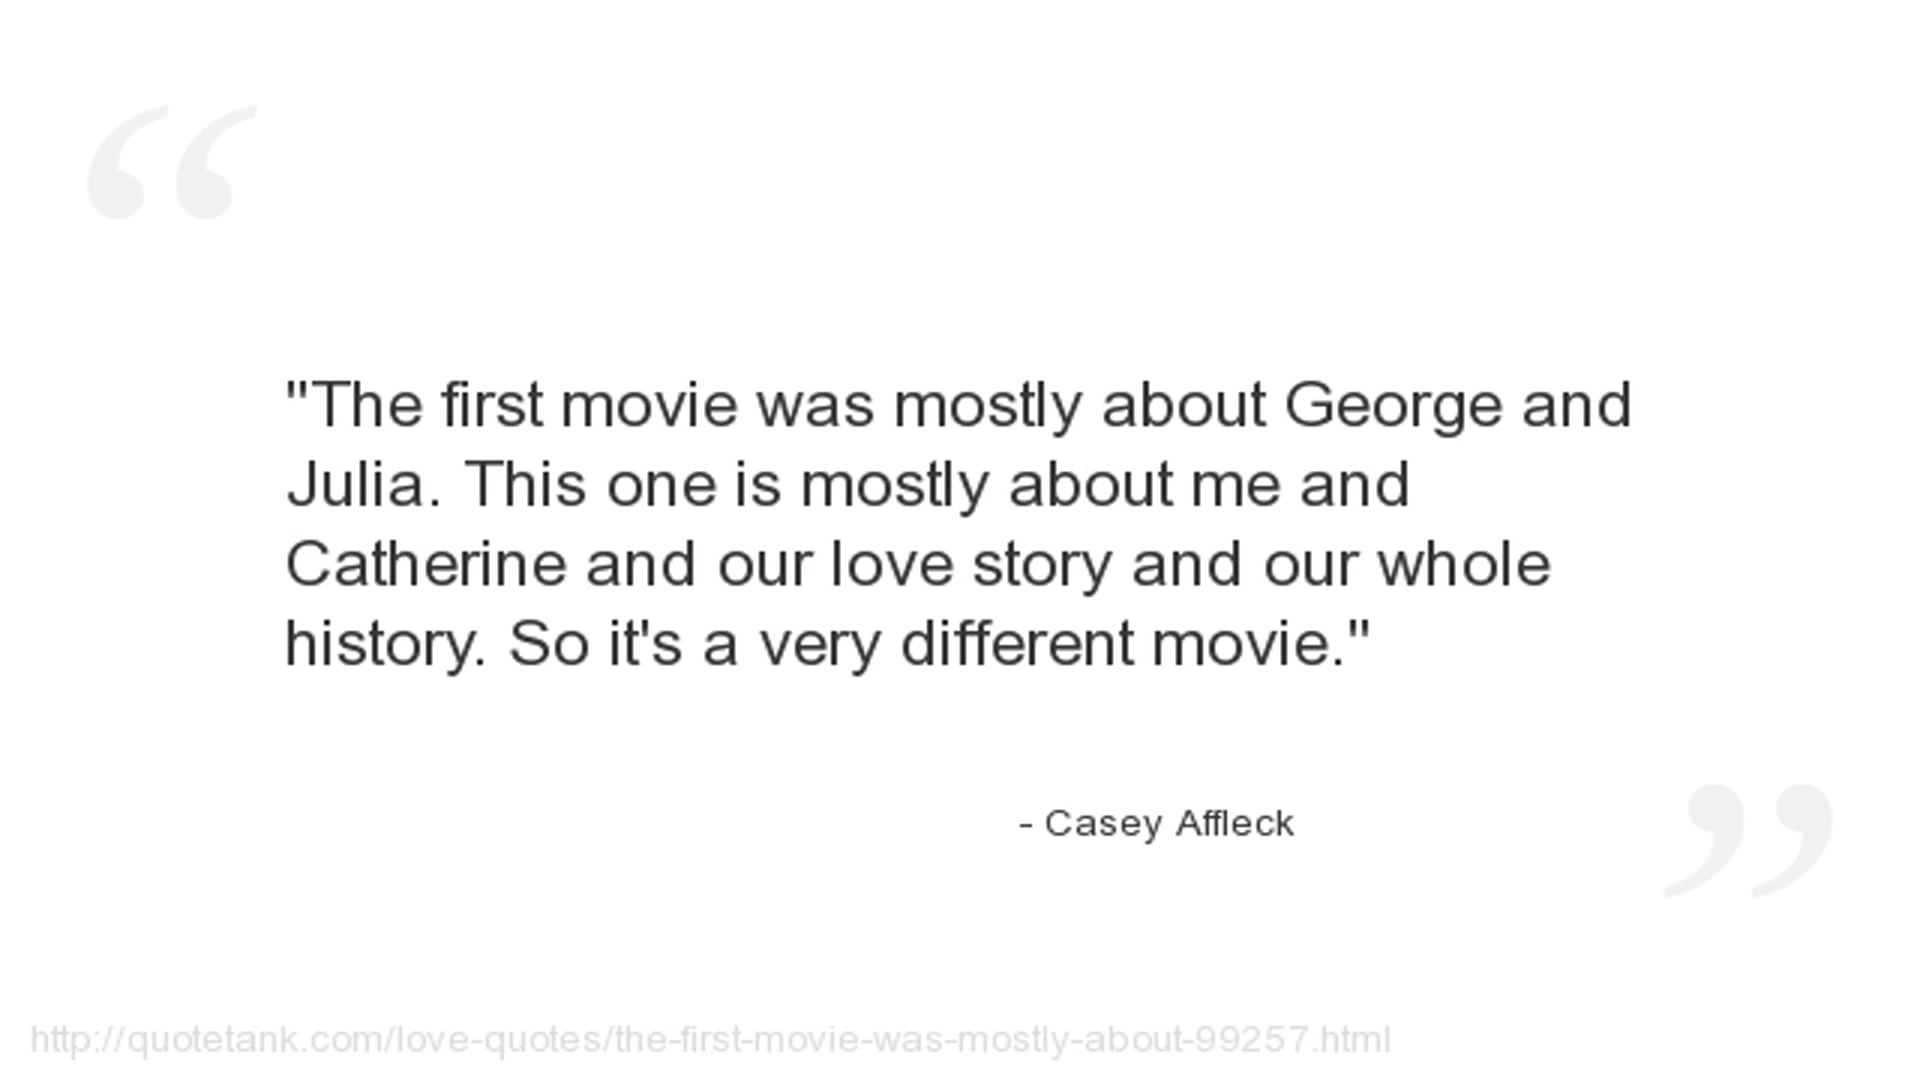 "The first movie was mostly about George and
Julia. This one is mostly about me and
Catherine and our love story and our whole
history. So it's a very different movie."
- Casey Affleck
http://quotetank.com/love-quotes/the-first-movie-was-mostly-about-99257.html